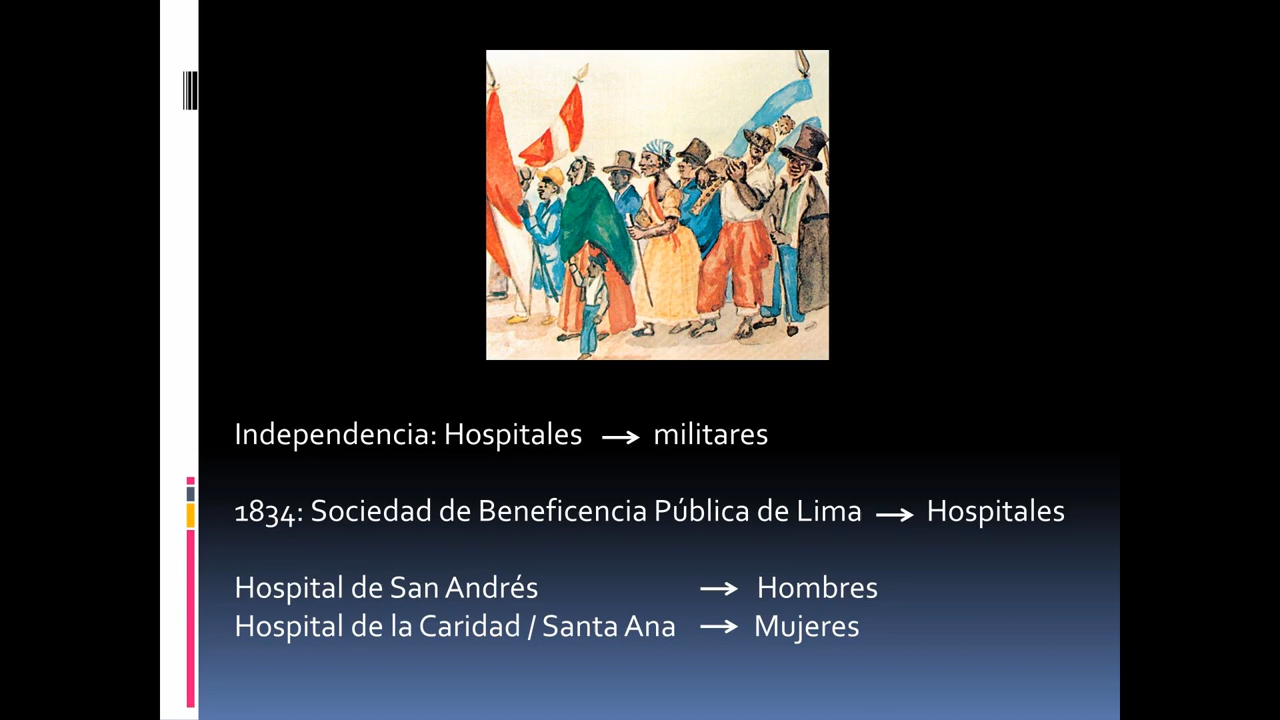 Independencia: Hospitales → militares
1834: Sociedad de Beneficencia Pública de Lima → Hospitales
Hospital de San Andrés → Hombres
Hospital de la Caridad / Santa Ana → Mujeres